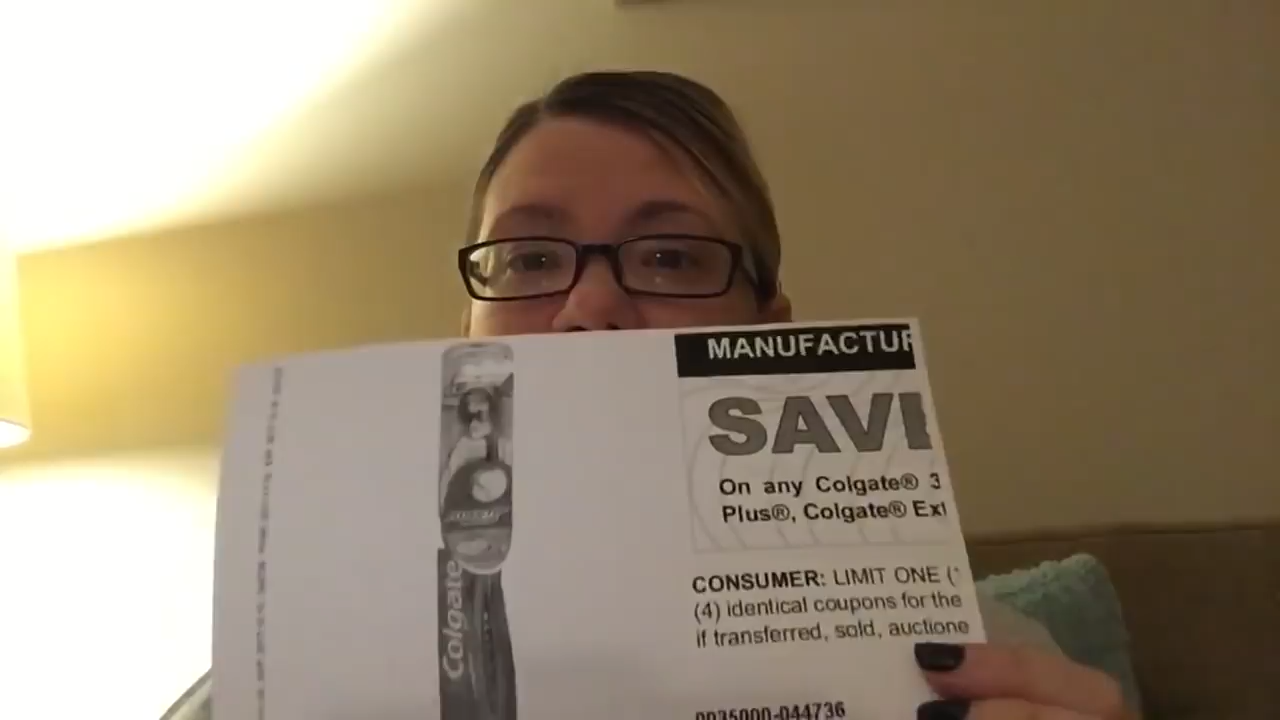 MANUFACTUR
SAVE
On any Colgate® 3
Plus®, Colgate® Ext
CONSUMER: LIMIT ONE (
(4) identical coupons for the
if transferred, sold, auctione
0035000-044736
Colgate